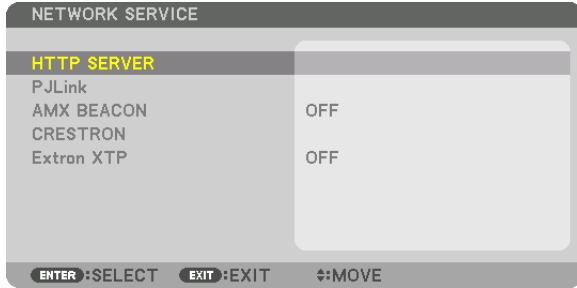 NETWORK SERVICE
HTTP SERVER
PJLink
AMX BEACON OFF
CRESTRON
Extron XTP OFF
ENTER :SELECT EXIT :EXIT ⬍:MOVE